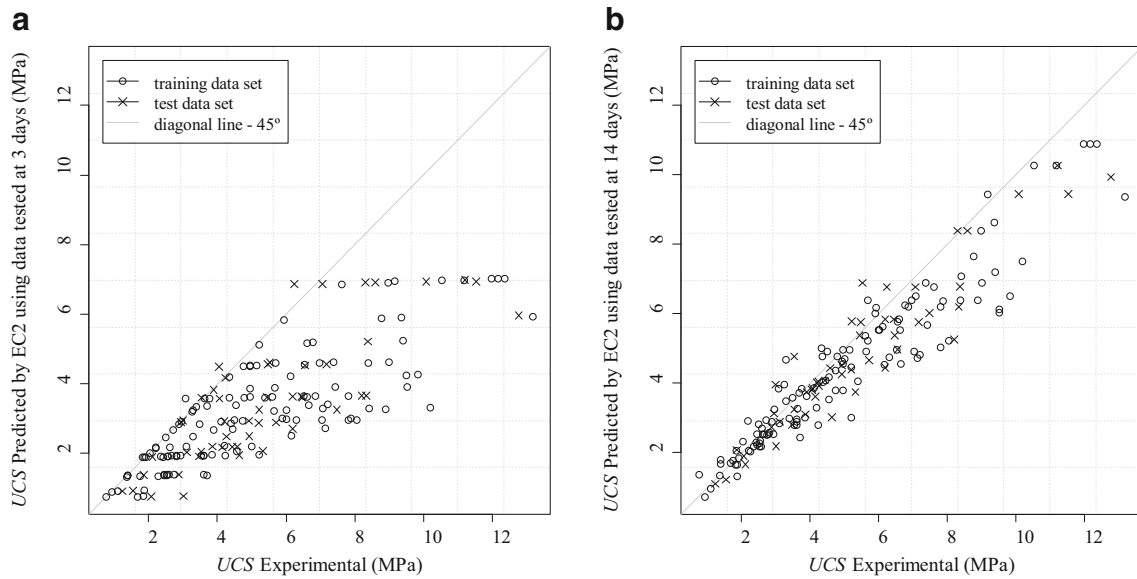 a
UCS Predicted by EC2 using data tested at 3 days (MPa)
training data set
test data set
diagonal line - 45º
12
10
8
6
4
2
2 4 6 8 10 12
UCS Experimental (MPa)
b
UCS Predicted by EC2 using data tested at 14 days (MPa)
training data set
test data set
diagonal line - 45º
12
10
8
6
4
2
2 4 6 8 10 12
UCS Experimental (MPa)